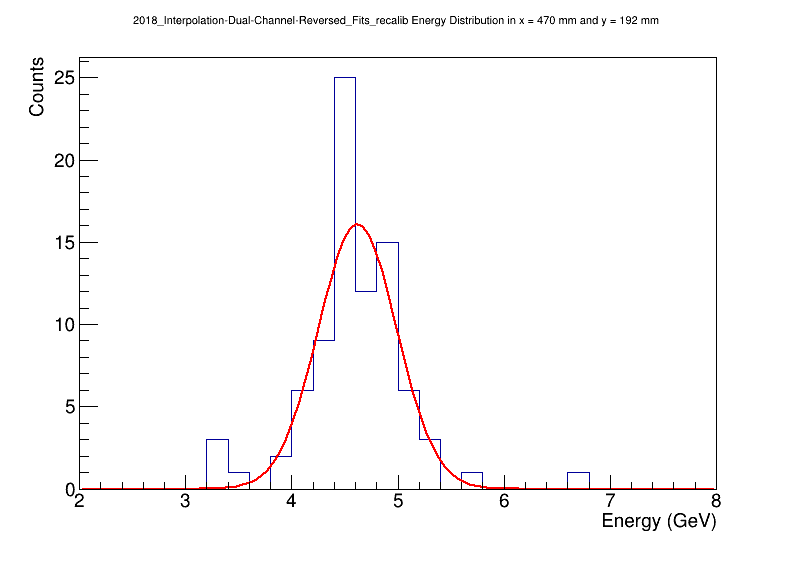 2018_Interpolation-Dual-Channel-Reversed_Fits_recalib Energy Distribution in x = 470 mm and y = 192 mm
Counts
25
20
15
10
5
0
2 3 4 5 6 7 8
Energy (GeV)